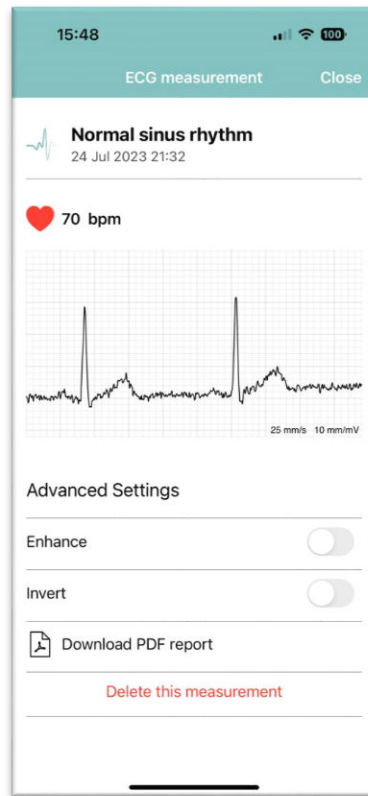 15:48
100
ECG measurement Close
Normal sinus rhythm
24 Jul 2023 21:32
70 bpm
25 mm/s 10 mm/mV
Advanced Settings
Enhance
Invert
Download PDF report
Delete this measurement